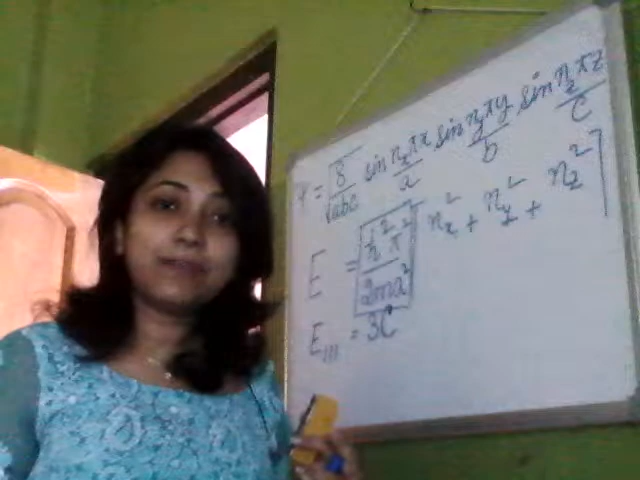 Ψ = √8/abc sin nₓπx/a sin n_yπy/b sin n_zπz/c
E = [ħ²π²/2ma²] nₓ² + n_y² + n_z² ]
E₁₁₁ = 3C